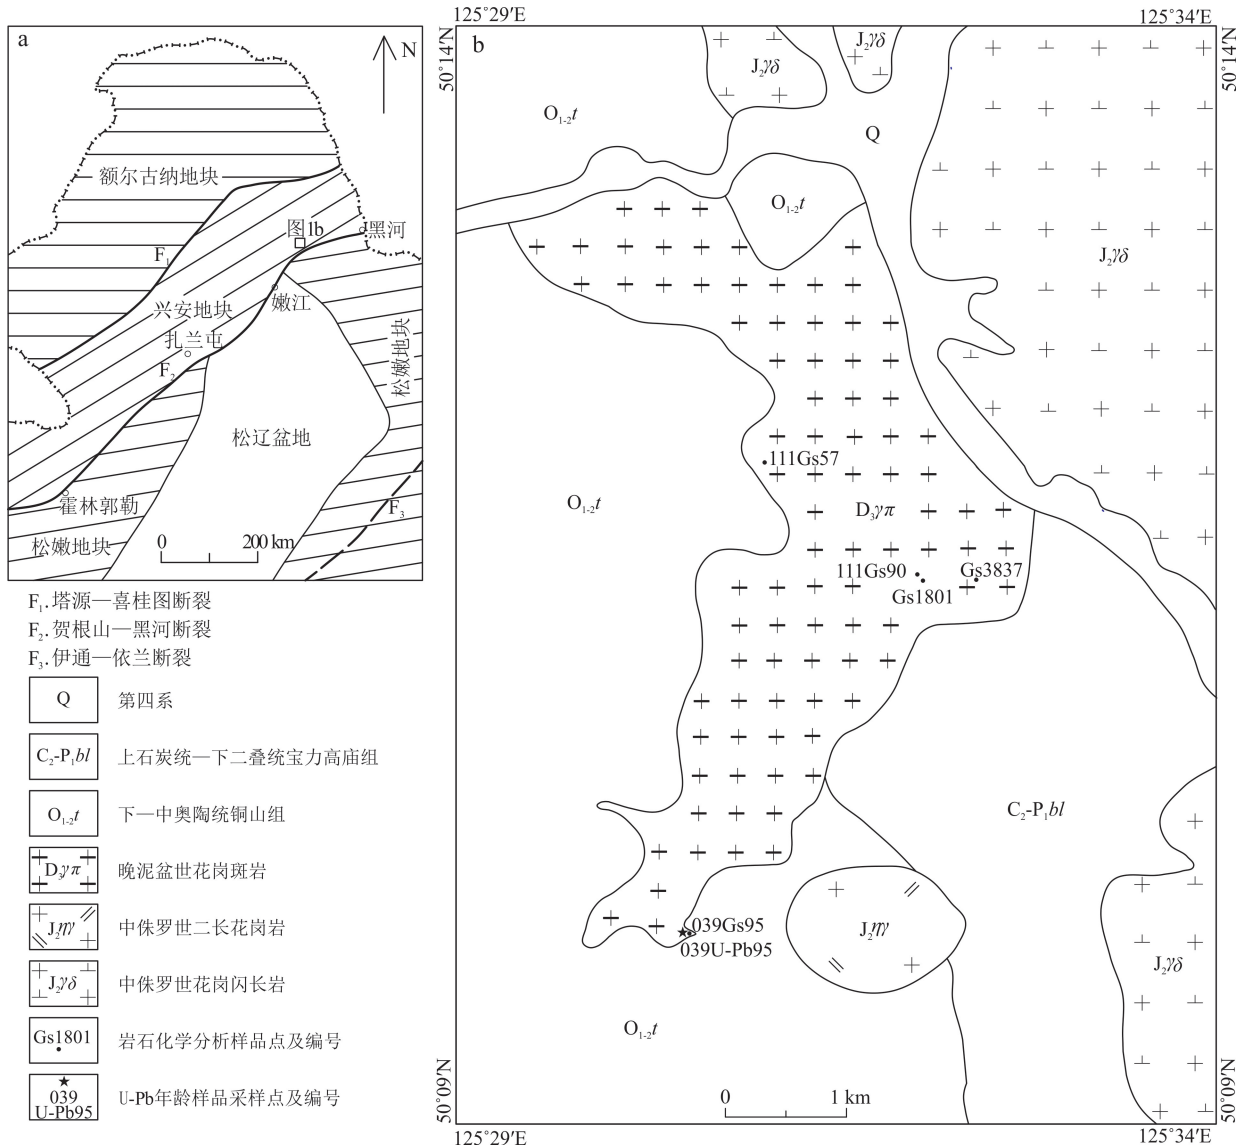 a
N
额尔古纳地块
图1b
黑河
F₁
兴安地块
嫩江
扎兰屯
F₂
松嫩地块
松辽盆地
霍林郭勒
F₃
松嫩地块
0 200 km
F₁.塔源—喜桂图断裂
F₂.贺根山—黑河断裂
F₃.伊通—依兰断裂
Q 第四系
C₂-P₁bl 上石炭统—下二叠统宝力高庙组
O₁₋₂t 下—中奥陶统铜山组
D₃γπ 晚泥盆世花岗斑岩
J₂ηγ 中侏罗世二长花岗岩
J₂γδ 中侏罗世花岗闪长岩
Gs1801 岩石化学分析样品点及编号
039
U-Pb95 U-Pb年龄样品采样点及编号
125°29′E 125°34′E
50°14′N 50°14′N
b
J₂γδ
J₂γδ
O₁₋₂t
Q
O₁₋₂t
J₂γδ
111Gs57
O₁₋₂t
D₃γπ
111Gs90
Gs3837
Gs1801
C₂-P₁bl
039Gs95
J₂ηγ
039U-Pb95
J₂γδ
O₁₋₂t
0 1 km
50°09′N 50°09′N
125°29′E 125°34′E